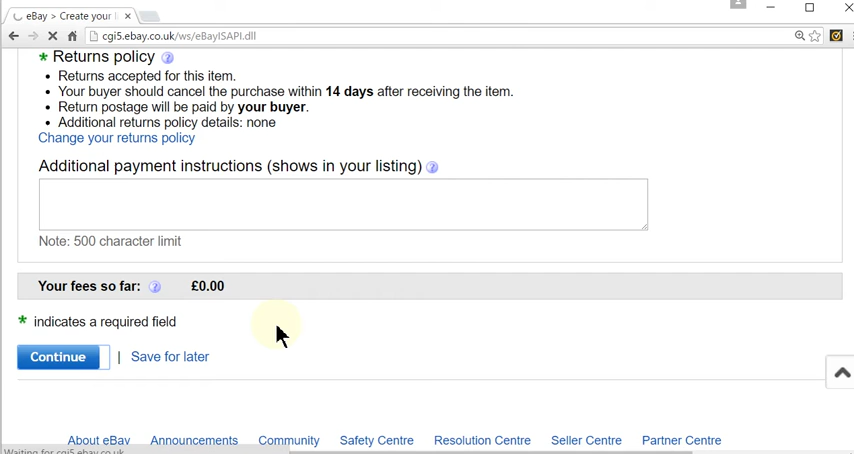 eBay > Create your l
cgi5.ebay.co.uk/ws/eBayISAPI.dll
* Returns policy ?
• Returns accepted for this item.
• Your buyer should cancel the purchase within 14 days after receiving the item.
• Return postage will be paid by your buyer.
• Additional returns policy details: none
Change your returns policy
Additional payment instructions (shows in your listing) ?
Note: 500 character limit
Your fees so far: ? £0.00
* indicates a required field
Continue | Save for later
About eBay Announcements Community Safety Centre Resolution Centre Seller Centre Partner Centre
Waiting for cgi5.ebay.co.uk